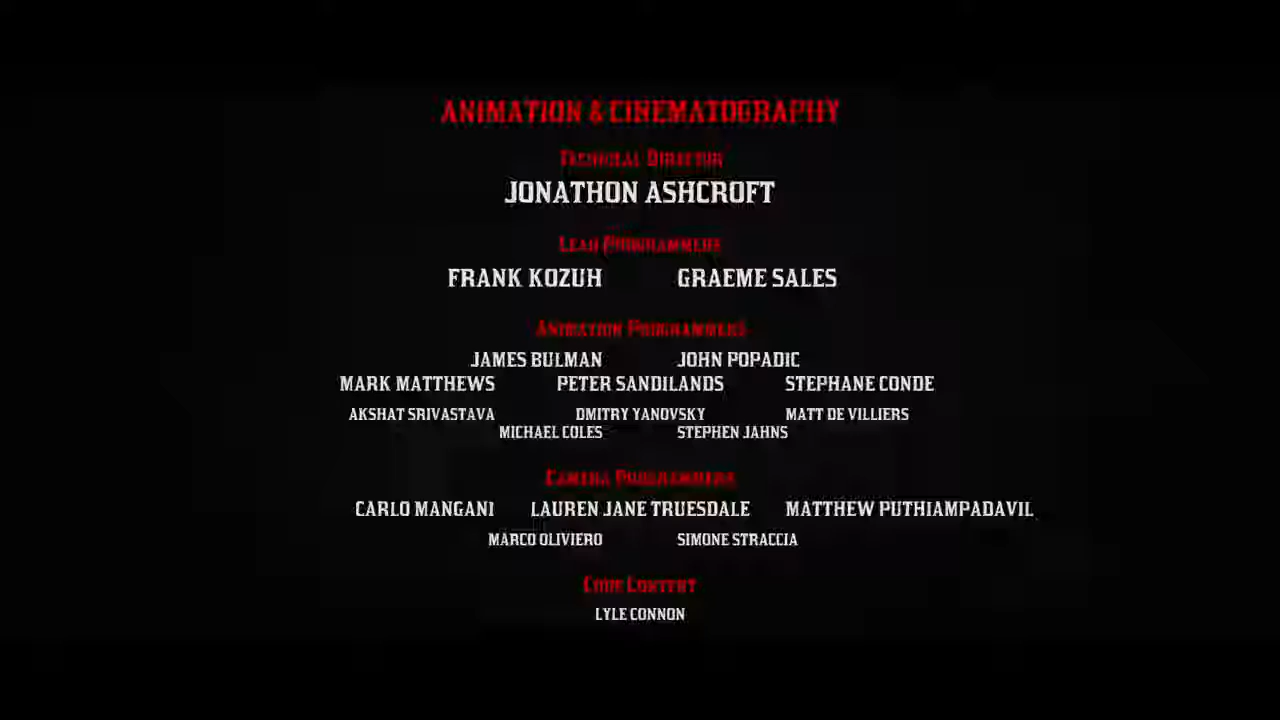 ANIMATION & CINEMATOGRAPHY
TECHNICAL DIRECTOR
JONATHON ASHCROFT
LEAD PROGRAMMERS
FRANK KOZUH GRAEME SALES
ANIMATION PROGRAMMERS
JAMES BULMAN JOHN POPADIC
MARK MATTHEWS PETER SANDILANDS STEPHANE CONDE
AKSHAT SRIVASTAVA DMITRY YANOVSKY MATT DE VILLIERS
MICHAEL COLES STEPHEN JAHNS
CAMERA PROGRAMMERS
CARLO MANGANI LAUREN JANE TRUESDALE MATTHEW PUTHIAMPADAVIL
MARCO OLIVIERO SIMONE STRACCIA
CODE CONTENT
LYLE CONNON